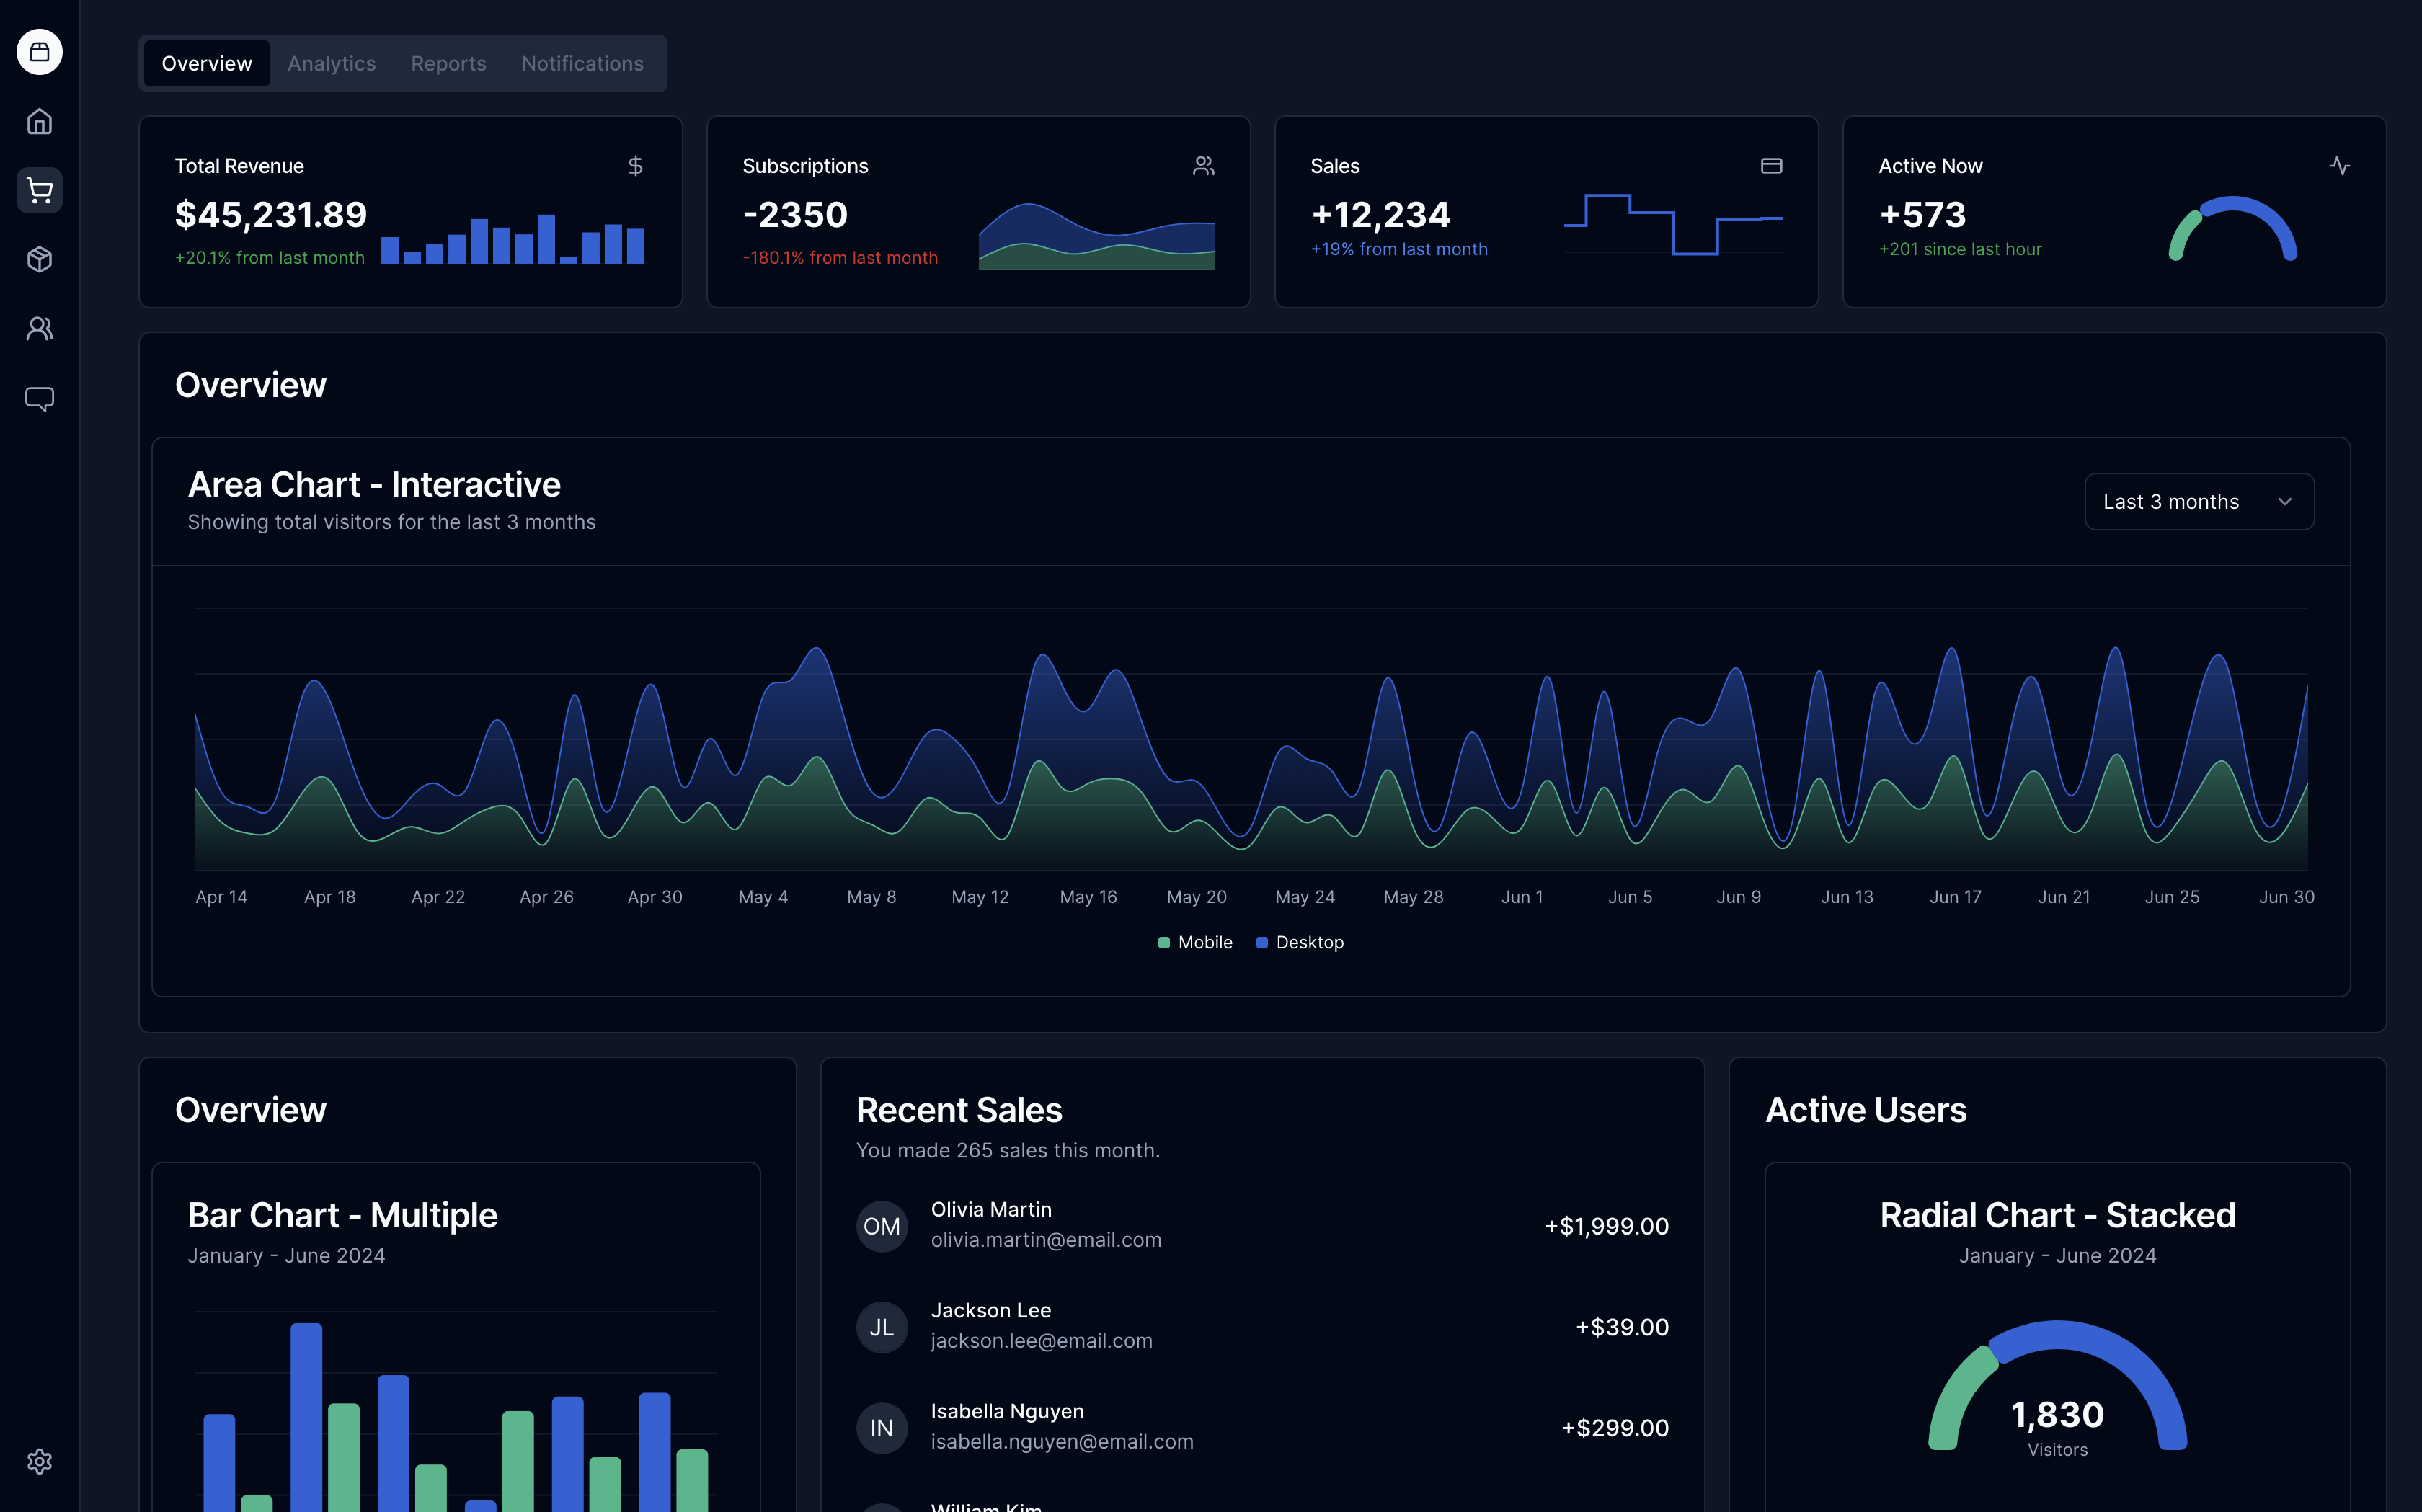 Overview Analytics Reports Notifications
Total Revenue
$45,231.89
+20.1% from last month
Subscriptions
-2350
-180.1% from last month
Sales
+12,234
+19% from last month
Active Now
+573
+201 since last hour
Overview
Area Chart - Interactive
Showing total visitors for the last 3 months
Last 3 months
Apr 14 Apr 18 Apr 22 Apr 26 Apr 30 May 4 May 8 May 12 May 16 May 20 May 24 May 28 Jun 1 Jun 5 Jun 9 Jun 13 Jun 17 Jun 21 Jun 25 Jun 30
Mobile Desktop
Overview
Bar Chart - Multiple
January - June 2024
Recent Sales
You made 265 sales this month.
OM
Olivia Martin
olivia.martin@email.com
+$1,999.00
JL
Jackson Lee
jackson.lee@email.com
+$39.00
IN
Isabella Nguyen
isabella.nguyen@email.com
+$299.00
William Kim
Active Users
Radial Chart - Stacked
January - June 2024
1,830
Visitors